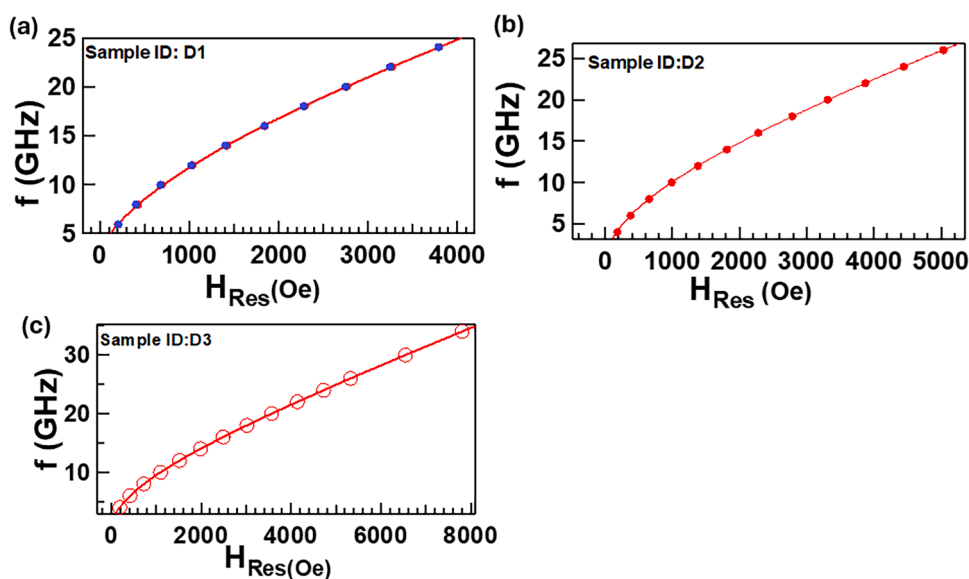 (a)
Sample ID: D1
25
20
15
10
5
f (GHz)
0 1000 2000 3000 4000
HRes(Oe)
(b)
Sample ID:D2
25
20
15
10
5
f (GHz)
0 1000 2000 3000 4000 5000
HRes (Oe)
(c)
Sample ID:D3
30
20
10
f (GHz)
0 2000 4000 6000 8000
HRes(Oe)